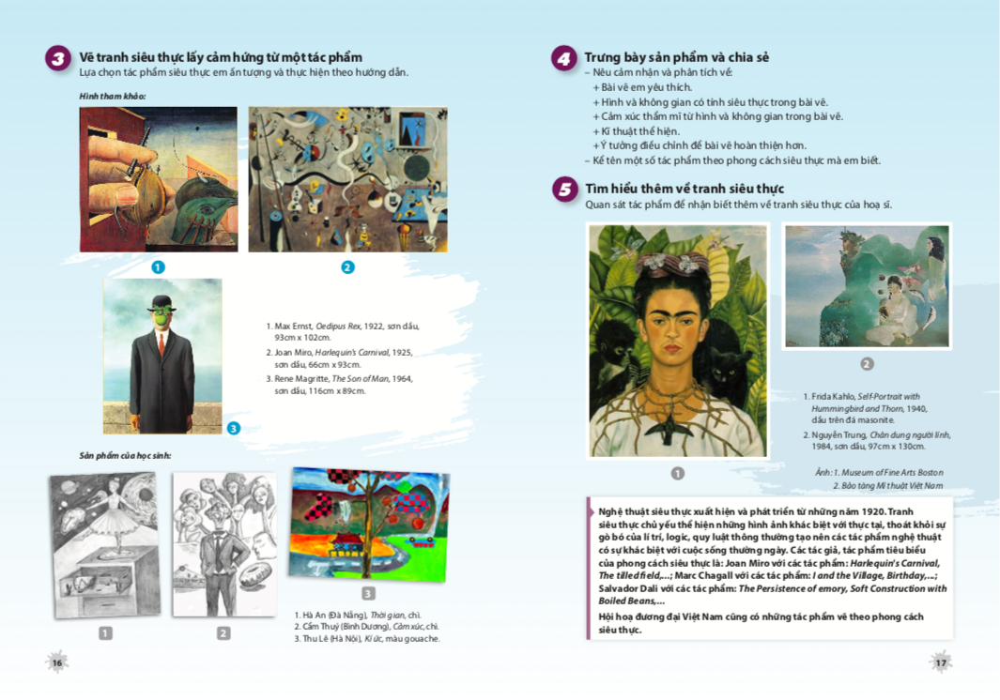 3 Vẽ tranh siêu thực lấy cảm hứng từ một tác phẩm
Lựa chọn tác phẩm siêu thực em ấn tượng và thực hiện theo hướng dẫn.
Hình tham khảo:
1
2
3
1. Max Ernst, Oedipus Rex, 1922, sơn dầu,
93cm x 102cm.
2. Joan Miro, Harlequin's Carnival, 1925,
sơn dầu, 66cm x 93cm.
3. Rene Magritte, The Son of Man, 1964,
sơn dầu, 116cm x 89cm.
Sản phẩm của học sinh:
1
2
3
1. Hà An (Đà Nẵng), Thời gian, chì.
2. Cẩm Thuý (Bình Dương), Cảm xúc, chì.
3. Thu Lê (Hà Nội), Kí ức, màu gouache.
16
4 Trưng bày sản phẩm và chia sẻ
– Nêu cảm nhận và phân tích về:
+ Bài vẽ em yêu thích.
+ Hình và không gian có tính siêu thực trong bài vẽ.
+ Cảm xúc thẩm mĩ từ hình và không gian trong bài vẽ.
+ Kĩ thuật thể hiện.
+ Ý tưởng điều chỉnh để bài vẽ hoàn thiện hơn.
– Kể tên một số tác phẩm theo phong cách siêu thực mà em biết.
5 Tìm hiểu thêm về tranh siêu thực
Quan sát tác phẩm để nhận biết thêm về tranh siêu thực của hoạ sĩ.
1
2
1. Frida Kahlo, Self-Portrait with
Hummingbird and Thorn, 1940,
dầu trên đá masonite.
2. Nguyễn Trung, Chân dung người lính,
1984, sơn dầu, 97cm x 130cm.
Ảnh: 1. Museum of Fine Arts Boston
2. Bảo tàng Mĩ thuật Việt Nam
Nghệ thuật siêu thực xuất hiện và phát triển từ những năm 1920. Tranh
siêu thực chủ yếu thể hiện những hình ảnh khác biệt với thực tại, thoát khỏi sự
gò bó của lí trí, logic, quy luật thông thường tạo nên các tác phẩm nghệ thuật
có sự khác biệt với cuộc sống thường ngày. Các tác giả, tác phẩm tiêu biểu
của phong cách siêu thực là: Joan Miro với các tác phẩm: Harlequin's Carnival,
The tilled field,...; Marc Chagall với các tác phẩm: I and the Village, Birthday,...;
Salvador Dali với các tác phẩm: The Persistence of emory, Soft Construction with
Boiled Beans,...
Hội hoạ đương đại Việt Nam cũng có những tác phẩm vẽ theo phong cách
siêu thực.
17